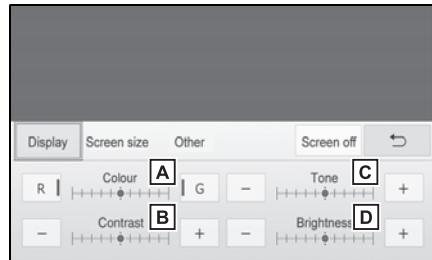 Display Screen size Other Screen off
Colour A Tone C
R G - +
Contrast B Brightness D
- + - +